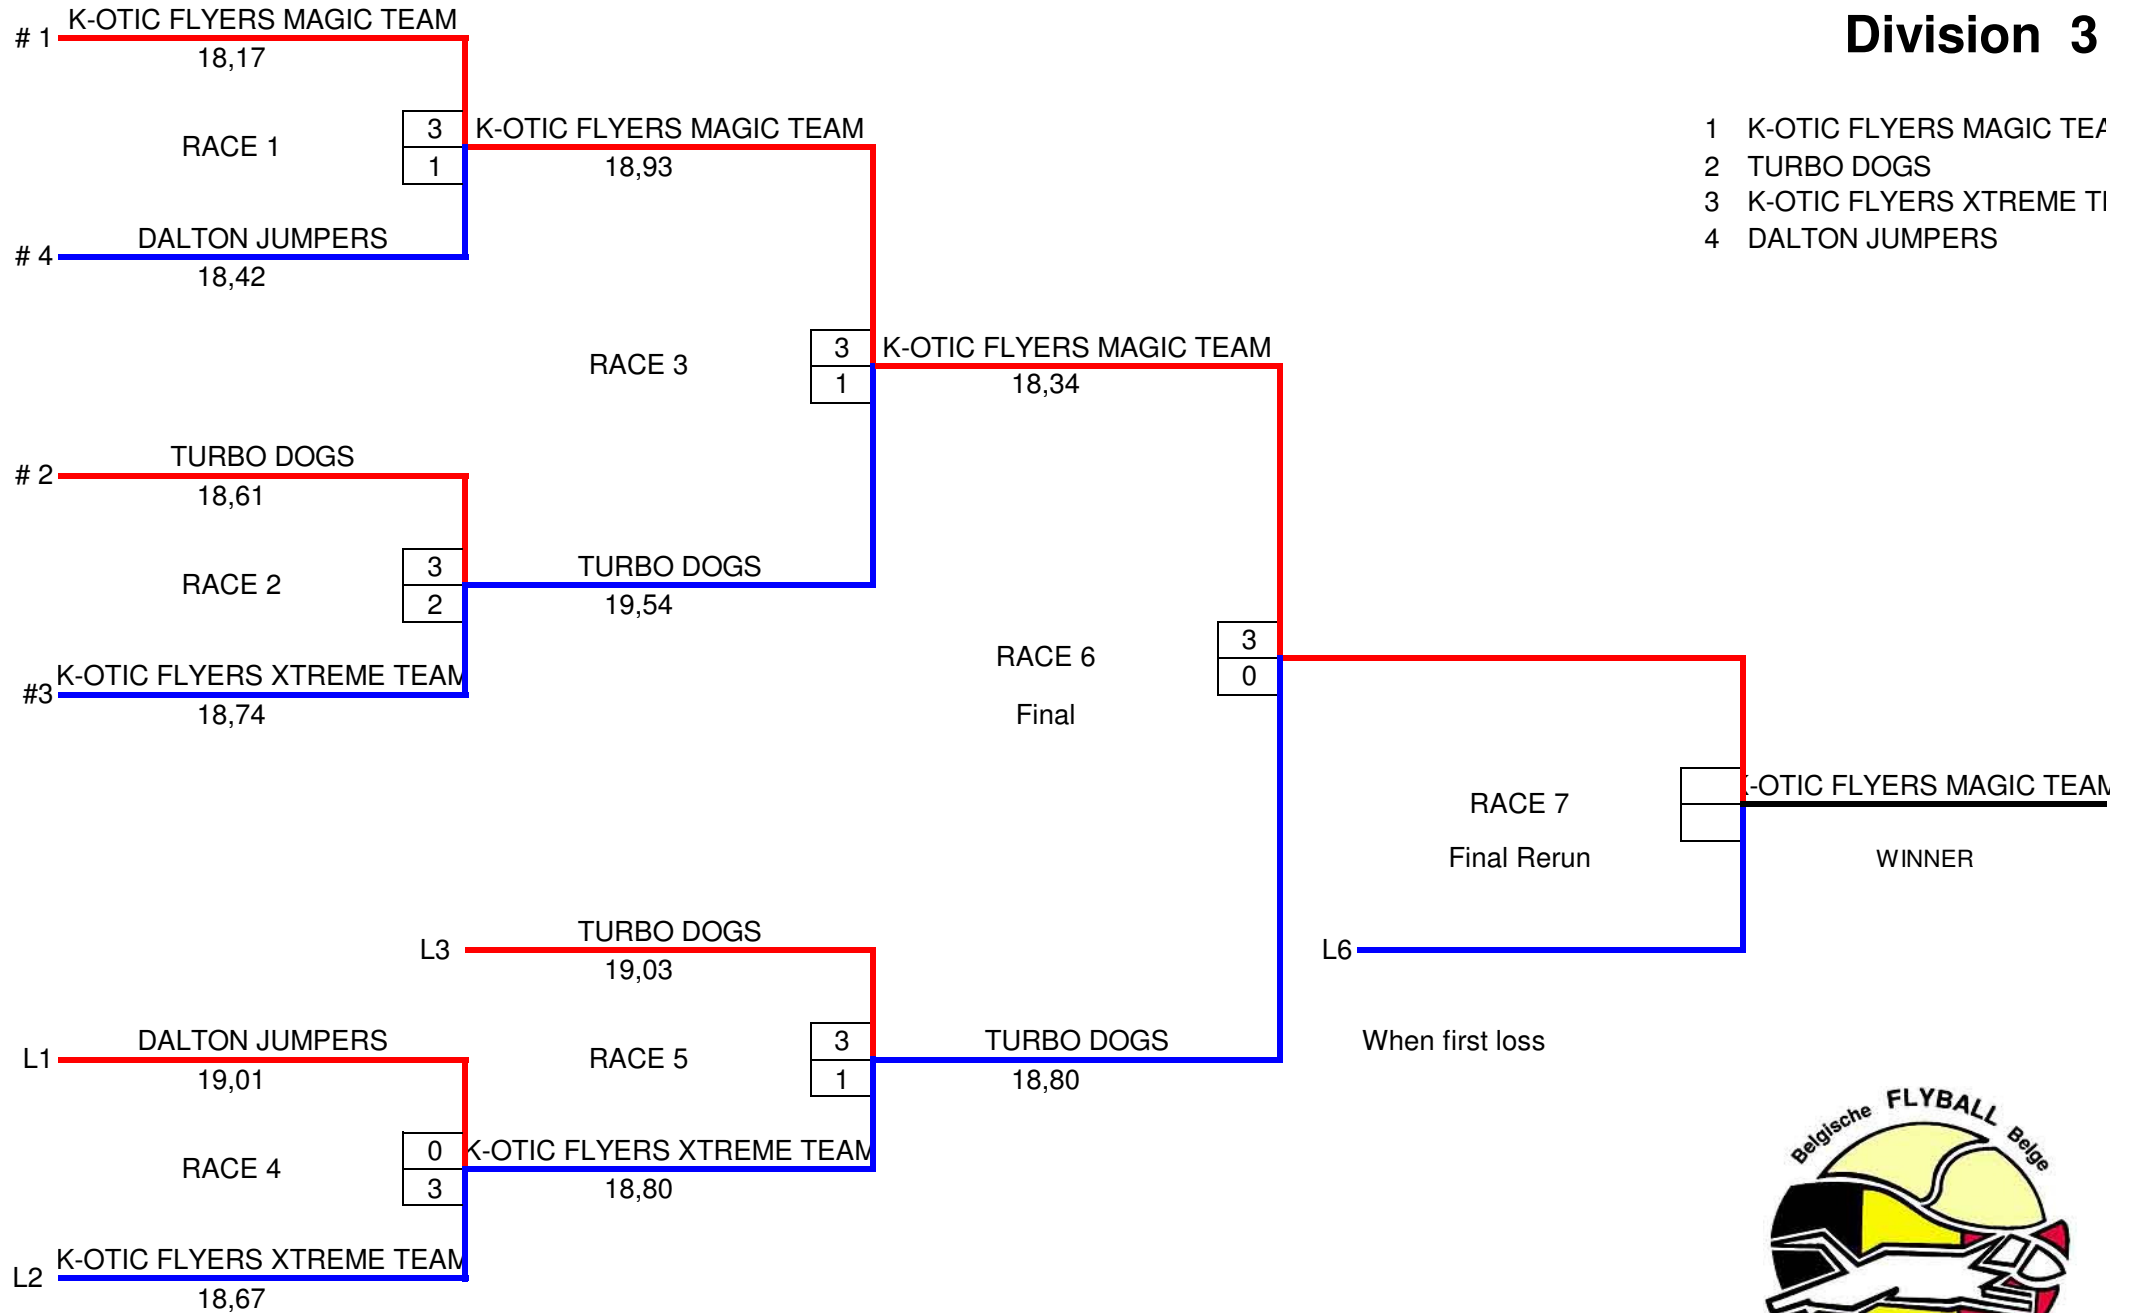 Division 3
K-OTIC FLYERS MAGIC TEAM
# 1
18,17
RACE 1
3
1
DALTON JUMPERS
# 4
18,42
K-OTIC FLYERS MAGIC TEAM
18,93
1 K-OTIC FLYERS MAGIC TEA
2 TURBO DOGS
3 K-OTIC FLYERS XTREME T
4 DALTON JUMPERS
RACE 3
3
1
K-OTIC FLYERS MAGIC TEAM
18,34
TURBO DOGS
# 2
18,61
RACE 2
3
2
K-OTIC FLYERS XTREME TEAM
#3
18,74
TURBO DOGS
19,54
RACE 6
Final
3
0
RACE 7
Final Rerun
K-OTIC FLYERS MAGIC TEAM
WINNER
L6
When first loss
TURBO DOGS
L3
19,03
RACE 5
3
1
TURBO DOGS
18,80
DALTON JUMPERS
L1
19,01
RACE 4
0
3
K-OTIC FLYERS XTREME TEAM
18,80
K-OTIC FLYERS XTREME TEAM
L2
18,67
Belgische FLYBALL Belge